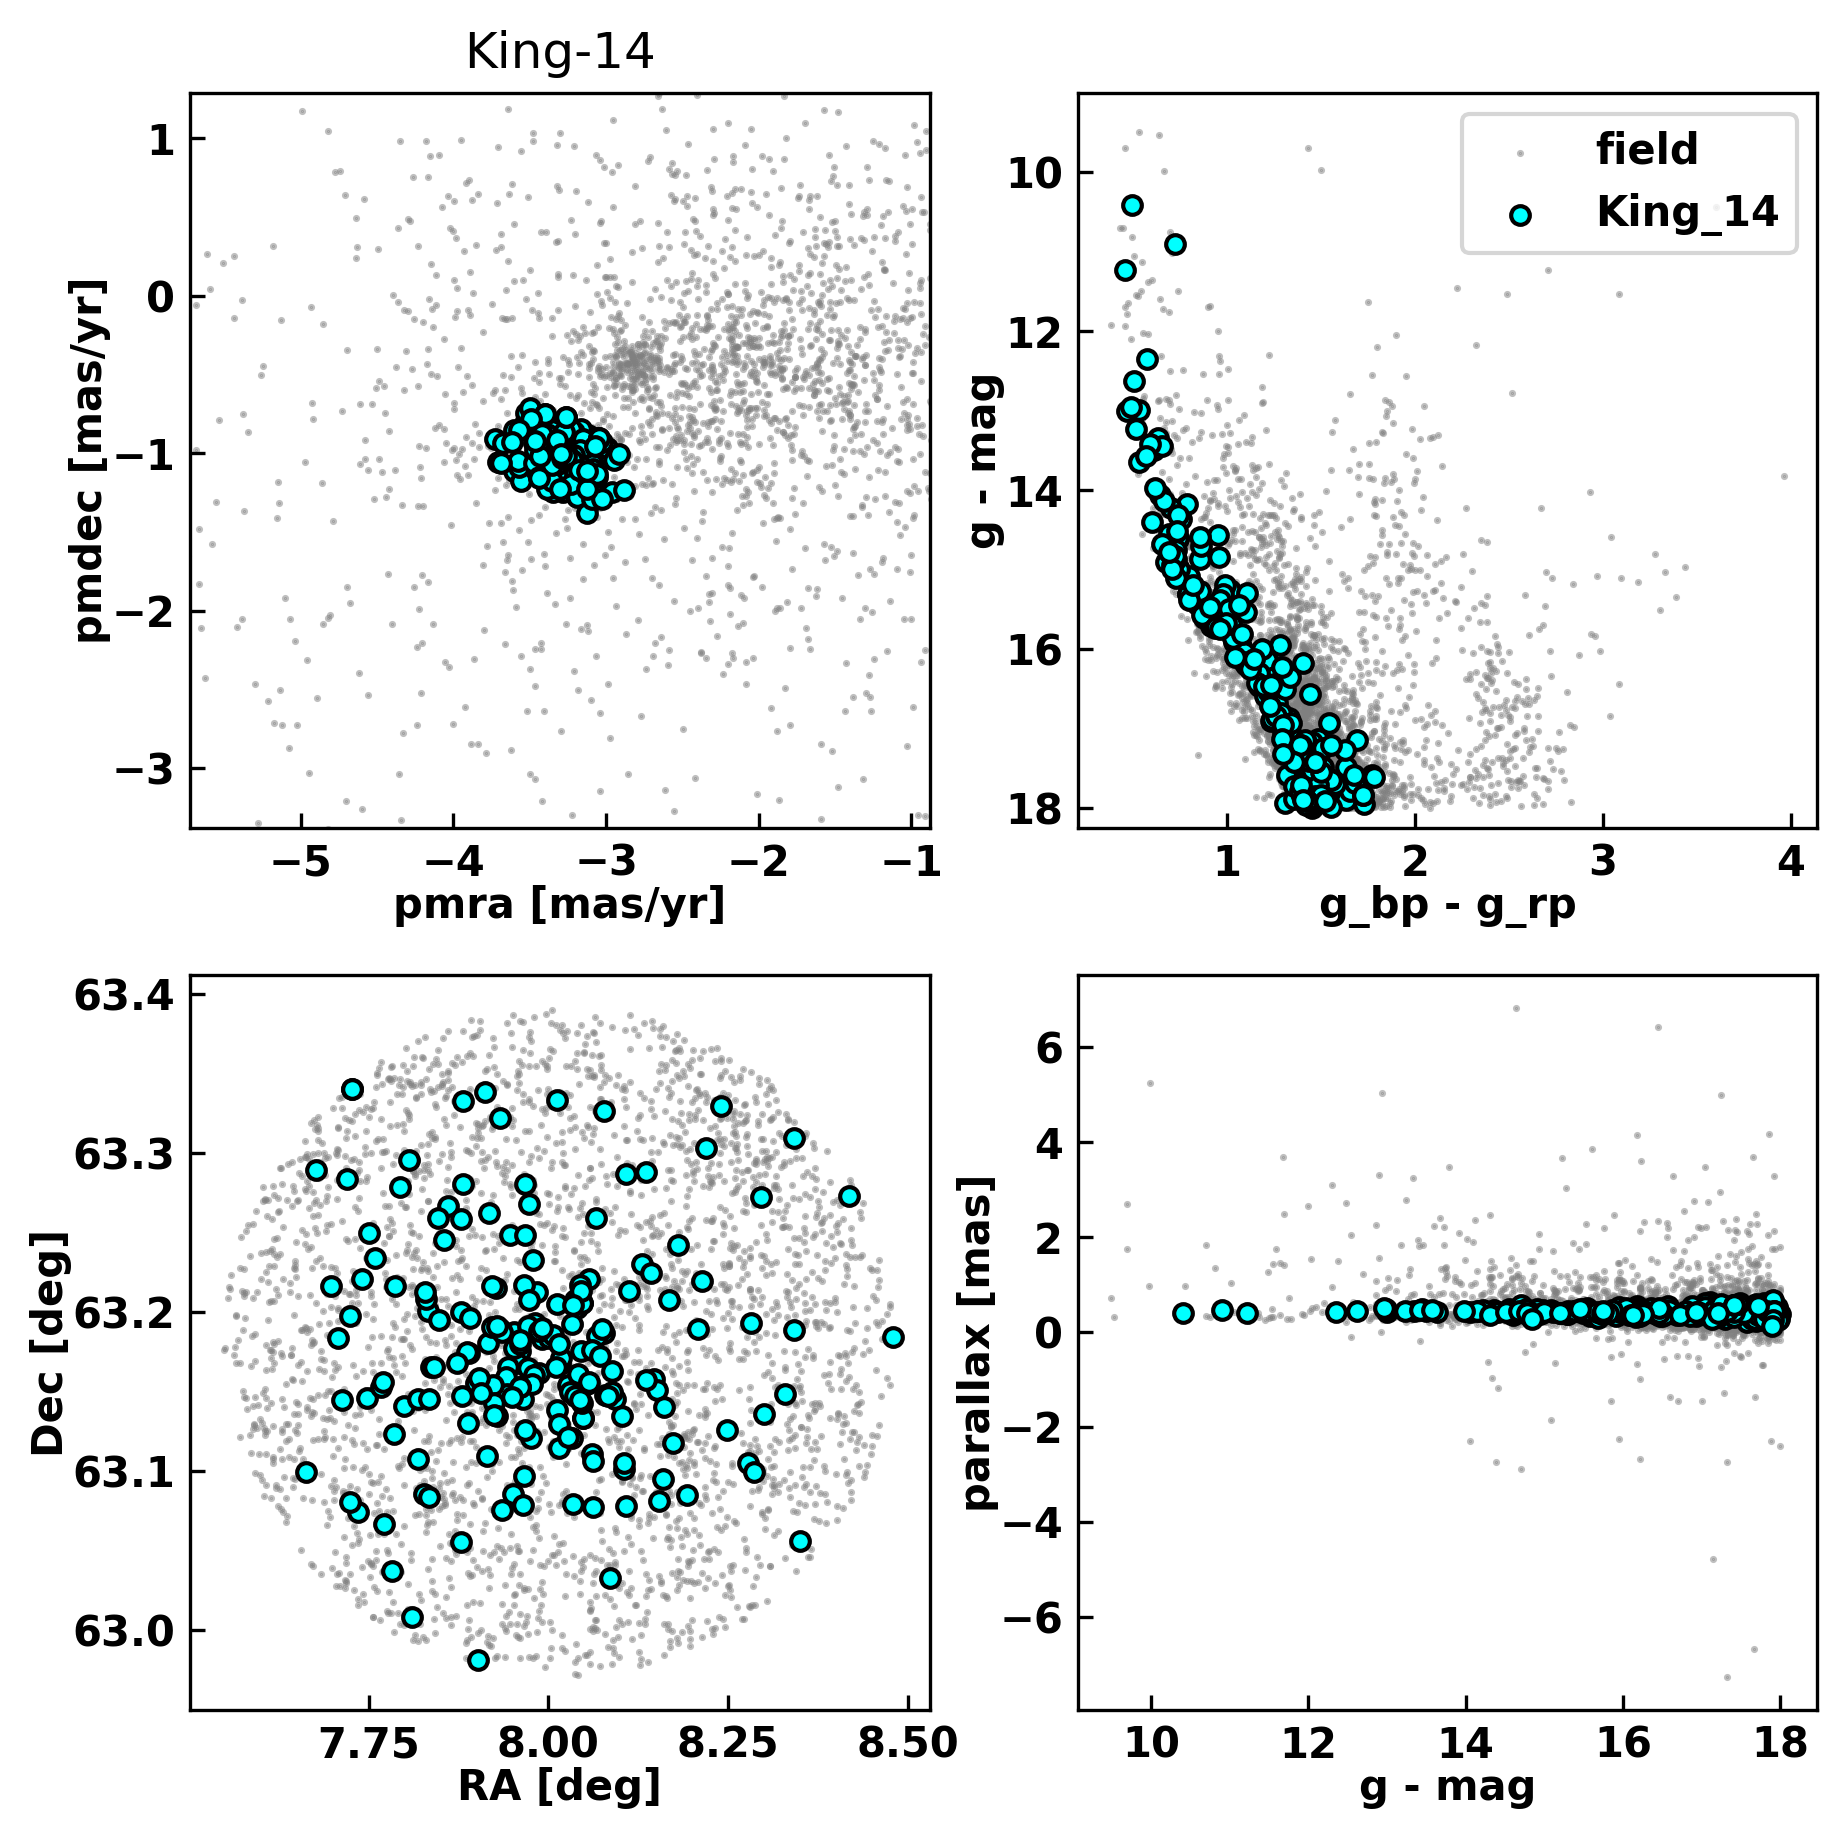 King-14
1
0
−1
−2
−3
pmdec [mas/yr]
−5 −4 −3 −2 −1
pmra [mas/yr]
field
King_14
10
12
14
16
18
g - mag
1 2 3 4
g_bp - g_rp
63.4
63.3
63.2
63.1
63.0
Dec [deg]
7.75 8.00 8.25 8.50
RA [deg]
6
4
2
0
−2
−4
−6
parallax [mas]
10 12 14 16 18
g - mag